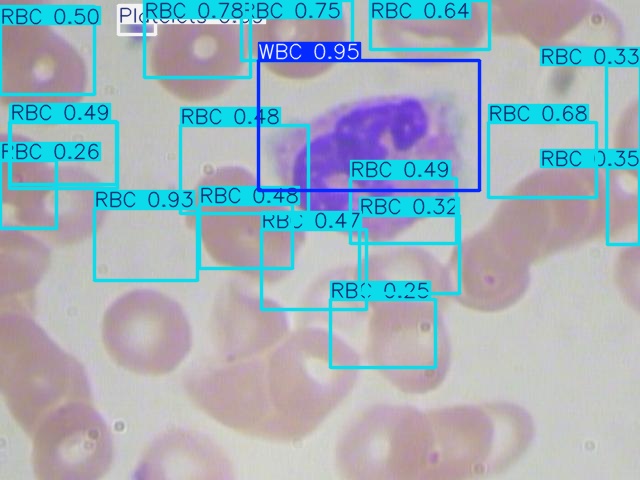 RBC 0.50
Platelets
RBC 0.78
RBC 0.75
RBC 0.64
WBC 0.95
RBC 0.33
RBC 0.49
RBC 0.48
RBC 0.68
RBC 0.26
RBC 0.49
RBC 0.35
RBC 0.93
RBC 0.48
RBC 0.47
RBC 0.32
RBC 0.25